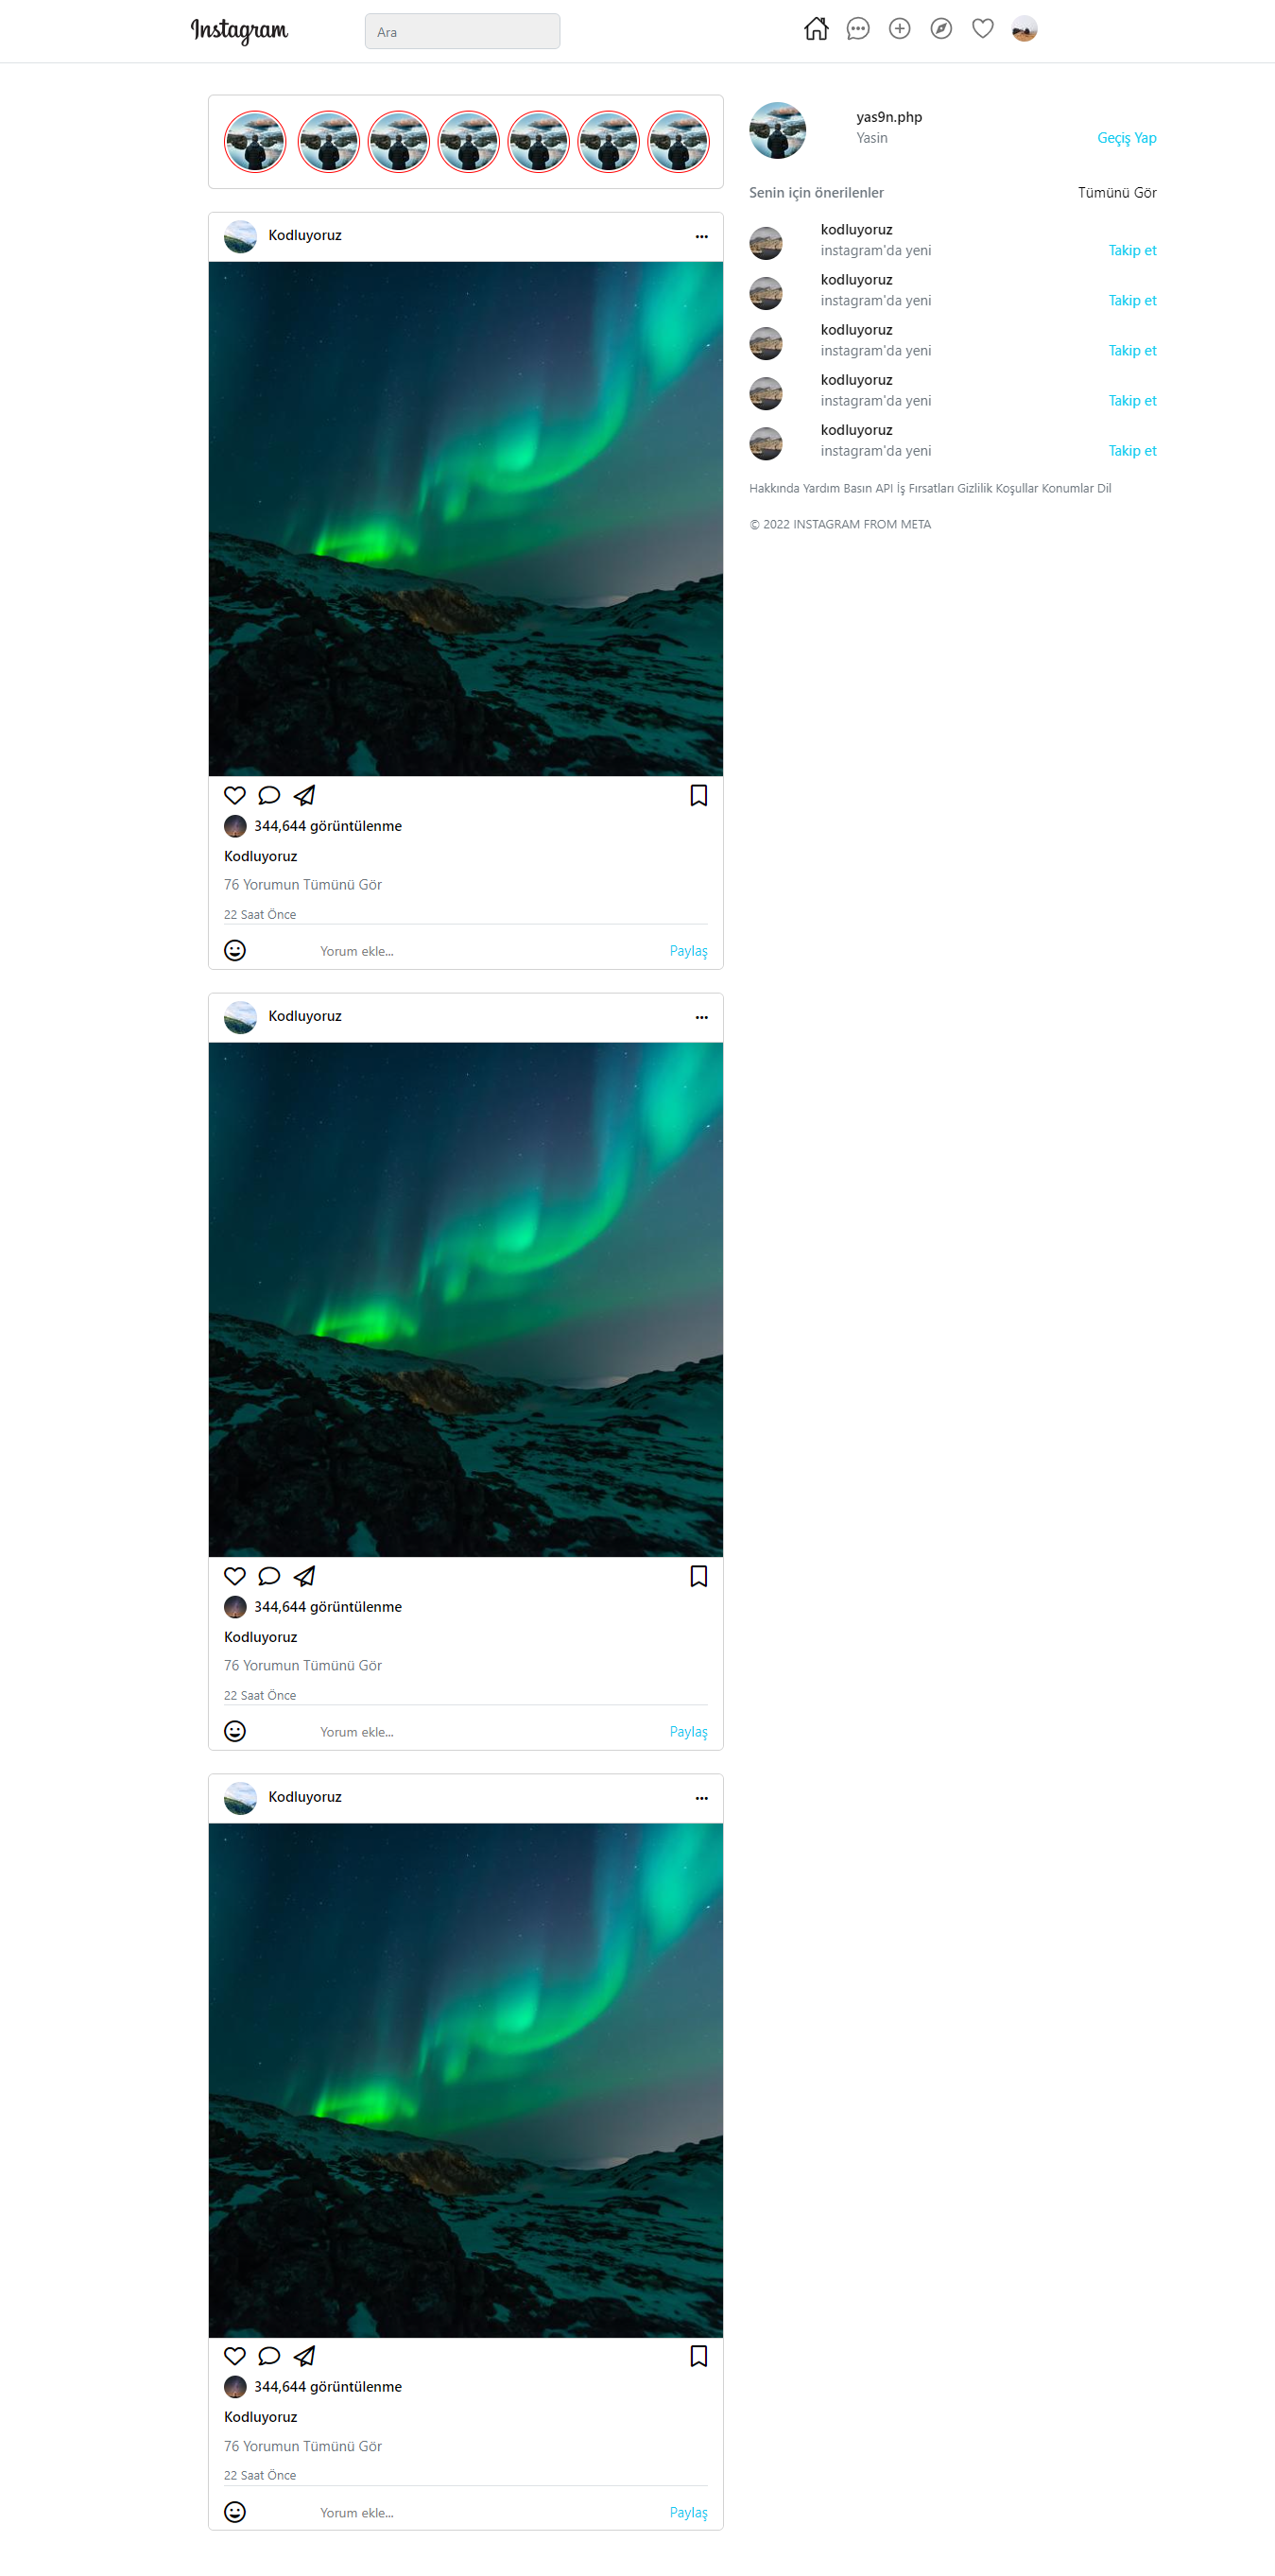 Instagram
Ara
Kodluyoruz
344,644 görüntülenme
Kodluyoruz
76 Yorumun Tümünü Gör
22 Saat Önce
Yorum ekle... Paylaş
Kodluyoruz
344,644 görüntülenme
Kodluyoruz
76 Yorumun Tümünü Gör
22 Saat Önce
Yorum ekle... Paylaş
Kodluyoruz
344,644 görüntülenme
Kodluyoruz
76 Yorumun Tümünü Gör
22 Saat Önce
Yorum ekle... Paylaş
yas9n.php
Yasin Geçiş Yap
Senin için önerilenler Tümünü Gör
kodluyoruz
instagram'da yeni Takip et
kodluyoruz
instagram'da yeni Takip et
kodluyoruz
instagram'da yeni Takip et
kodluyoruz
instagram'da yeni Takip et
kodluyoruz
instagram'da yeni Takip et
Hakkında Yardım Basın API İş Fırsatları Gizlilik Koşullar Konumlar Dil
© 2022 INSTAGRAM FROM META